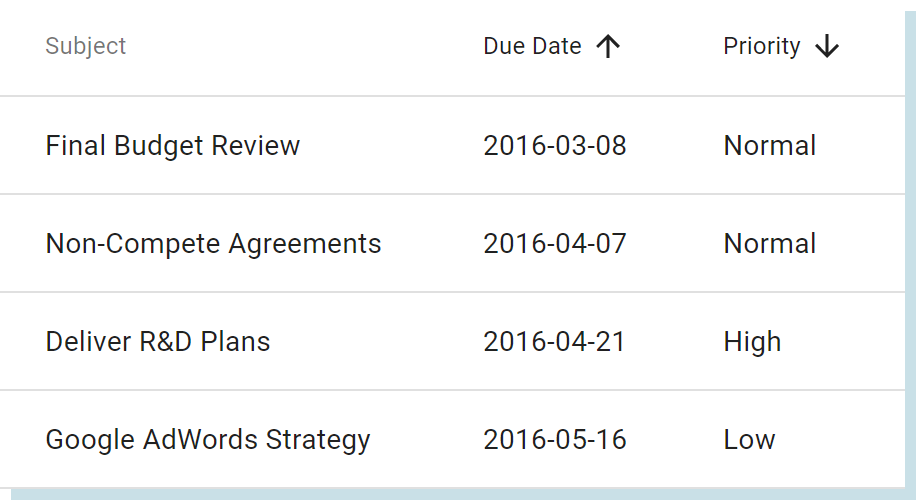 Subject Due Date Priority
Final Budget Review 2016-03-08 Normal
Non-Compete Agreements 2016-04-07 Normal
Deliver R&D Plans 2016-04-21 High
Google AdWords Strategy 2016-05-16 Low